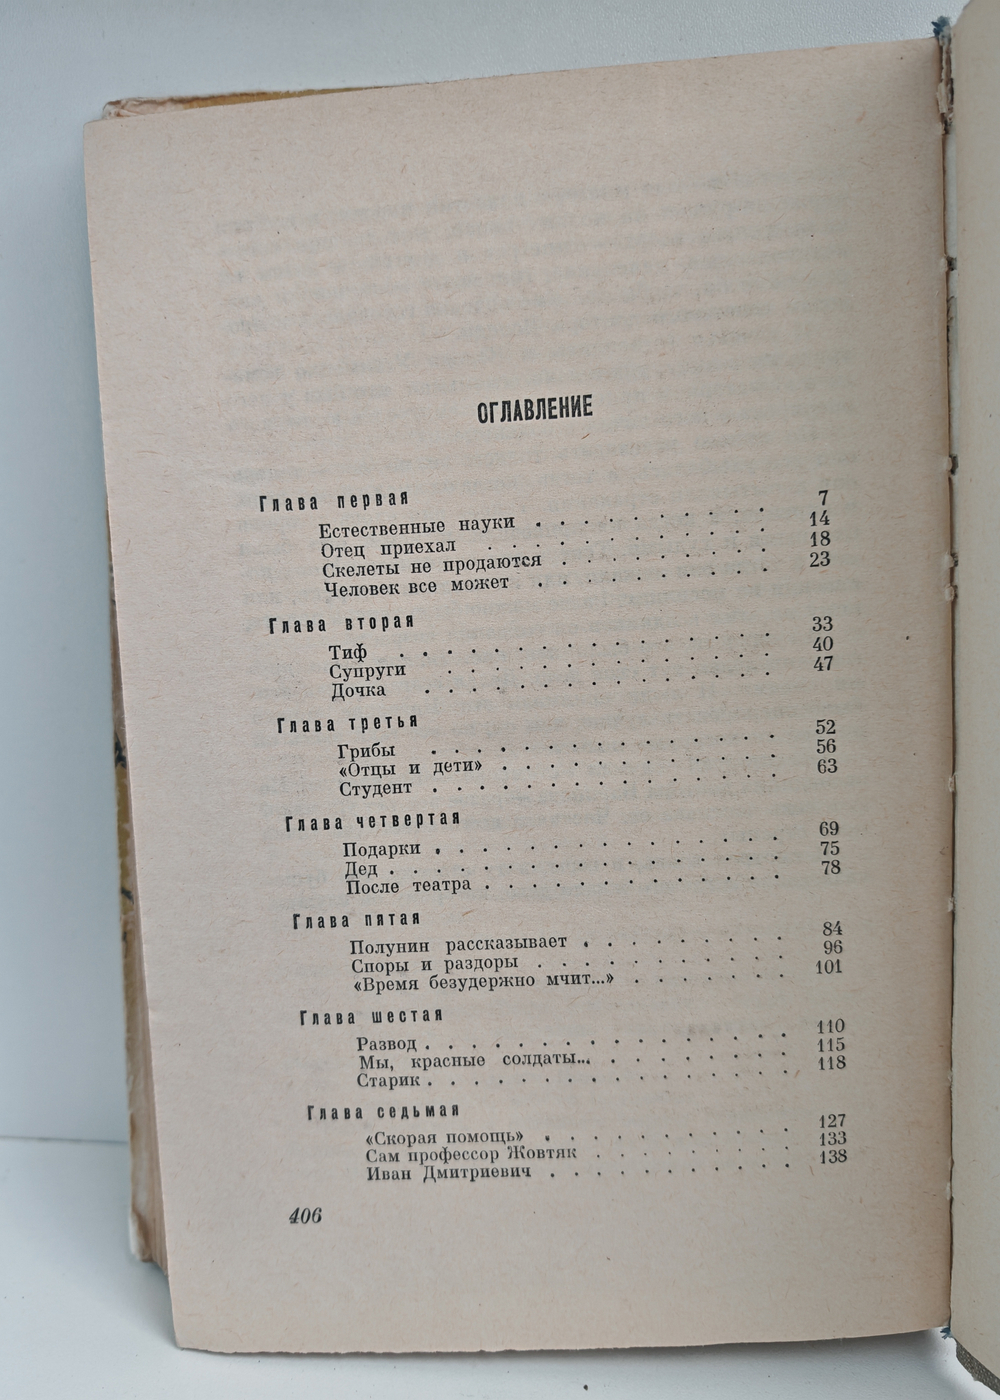 ОГЛАВЛЕНИЕ
Глава первая
Естественные науки . . . . . . . . . . 7
Отец приехал . . . . . . . . . . . . 14
Скелеты не продаются . . . . . . . . . 18
Человек все может . . . . . . . . . . 23
Глава вторая
Тиф . . . . . . . . . . . . . . . . 33
Супруги . . . . . . . . . . . . . . 40
Дочка . . . . . . . . . . . . . . . 47
Глава третья
Грибы . . . . . . . . . . . . . . . 52
«Отцы и дети» . . . . . . . . . . . . 56
Студент . . . . . . . . . . . . . . 63
Глава четвертая
Подарки . . . . . . . . . . . . . . 69
Дед . . . . . . . . . . . . . . . . 75
После театра . . . . . . . . . . . . 78
Глава пятая
Полунин рассказывает . . . . . . . . . 84
Споры и раздоры . . . . . . . . . . . 96
«Время безудержно мчит...» . . . . . . . 101
Глава шестая
Развод . . . . . . . . . . . . . . . 110
Мы, красные солдаты... . . . . . . . . . 115
Старик . . . . . . . . . . . . . . . 118
Глава седьмая
«Скорая помощь» . . . . . . . . . . . 127
Сам профессор Жовтяк . . . . . . . . . 133
Иван Дмитриевич . . . . . . . . . . . 138
406